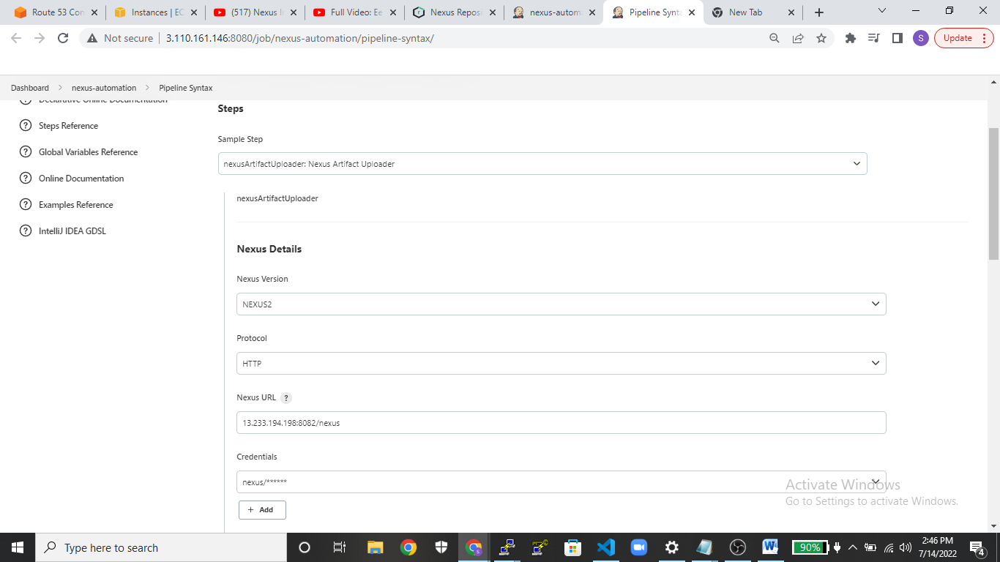 Route 53 Con
Instances | EC
(517) Nexus I
Full Video: Ee
Nexus Reposi
nexus-autom
Pipeline Synta
New Tab
Not secure
3.110.161.146:8080/job/nexus-automation/pipeline-syntax/
S
Update
Dashboard
nexus-automation
Pipeline Syntax
Declarative Online Documentation
Steps Reference
Global Variables Reference
Online Documentation
Examples Reference
IntelliJ IDEA GDSL
Steps
Sample Step
nexusArtifactUploader: Nexus Artifact Uploader
nexusArtifactUploader
Nexus Details
Nexus Version
NEXUS2
Protocol
HTTP
Nexus URL ?
13.233.194.198:8082/nexus
Credentials
nexus/******
+ Add
Activate Windows
Go to Settings to activate Windows.
Type here to search
90%
2:46 PM
7/14/2022
4